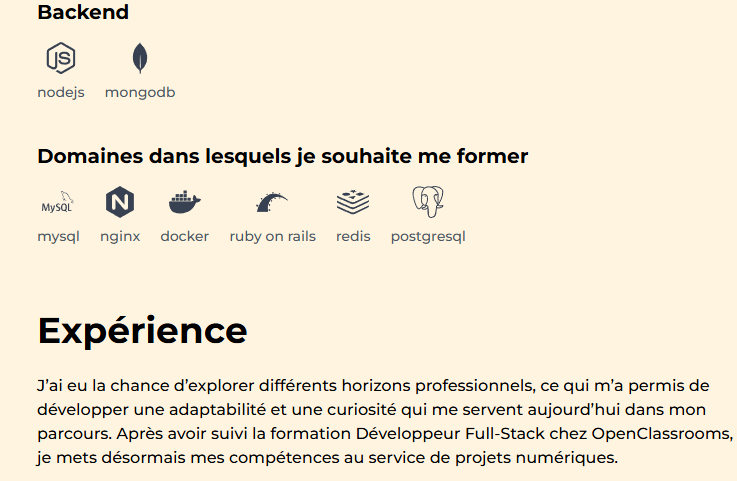 Backend
JS
nodejs mongodb
Domaines dans lesquels je souhaite me former
MySQL N
mysql nginx docker ruby on rails redis postgresql
Expérience
J’ai eu la chance d’explorer différents horizons professionnels, ce qui m’a permis de
développer une adaptabilité et une curiosité qui me servent aujourd’hui dans mon
parcours. Après avoir suivi la formation Développeur Full-Stack chez OpenClassrooms,
je mets désormais mes compétences au service de projets numériques.